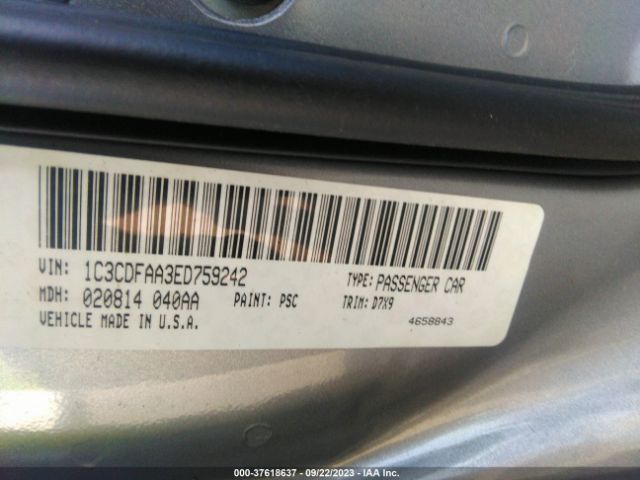 VIN: 1C3CDFAA3ED759242 TYPE: PASSENGER CAR
MDH: 020814 040AA PAINT: PSC TRIM: D7X9
VEHICLE MADE IN U.S.A. 4658843
000-37618637 - 09/22/2023 - IAA Inc.